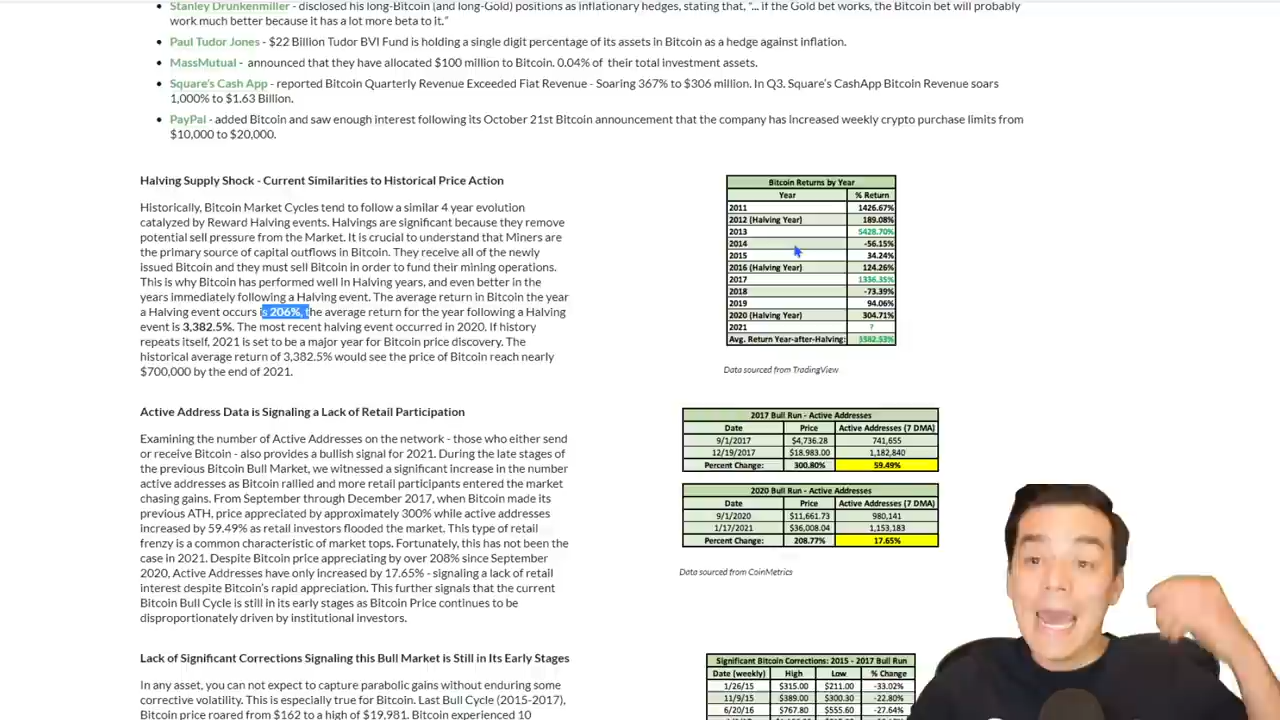 Stanley Drunkenmiller - disclosed his long-Bitcoin (and long-Gold) positions as inflationary hedges, stating that, "... if the Gold bet works, the Bitcoin bet will probably
work much better because it has a lot more beta to it."
Paul Tudor Jones - $22 Billion Tudor BVI Fund is holding a single digit percentage of its assets in Bitcoin as a hedge against inflation.
MassMutual - announced that they have allocated $100 million to Bitcoin. 0.04% of their total investment assets.
Square's Cash App - reported Bitcoin Quarterly Revenue Exceeded Fiat Revenue - Soaring 367% to $306 million. In Q3. Square's CashApp Bitcoin Revenue soars
1,000% to $1.63 Billion.
PayPal - added Bitcoin and saw enough interest following its October 21st Bitcoin announcement that the company has increased weekly crypto purchase limits from
$10,000 to $20,000.
Halving Supply Shock - Current Similarities to Historical Price Action
Historically, Bitcoin Market Cycles tend to follow a similar 4 year evolution
catalyzed by Reward Halving events. Halvings are significant because they remove
potential sell pressure from the Market. It is crucial to understand that Miners are
the primary source of capital outflows in Bitcoin. They receive all of the newly
issued Bitcoin and they must sell Bitcoin in order to fund their mining operations.
This is why Bitcoin has performed well in Halving years, and even better in the
years immediately following a Halving event. The average return in Bitcoin the year
a Halving event occurs is 206%, the average return for the year following a Halving
event is 3,382.5%. The most recent halving event occurred in 2020. If history
repeats itself, 2021 is set to be a major year for Bitcoin price discovery. The
historical average return of 3,382.5% would see the price of Bitcoin reach nearly
$700,000 by the end of 2021.
Bitcoin Returns by Year
Year % Return
2011 1426.67%
2012 (Halving Year) 189.08%
2013 5428.70%
2014 -56.15%
2015 34.24%
2016 (Halving Year) 124.26%
2017 1336.35%
2018 -73.39%
2019 94.06%
2020 (Halving Year) 304.71%
2021 ?
Avg. Return Year-after-Halving:
Data sourced from TradingView
Active Address Data is Signaling a Lack of Retail Participation
Examining the number of Active Addresses on the network - those who either send
or receive Bitcoin - also provides a bullish signal for 2021. During the late stages of
the previous Bitcoin Bull Market, we witnessed a significant increase in the number
active addresses as Bitcoin rallied and more retail participants entered the market
chasing gains. From September through December 2017, when Bitcoin made its
previous ATH, price appreciated by approximately 300% while active addresses
increased by 59.49% as retail investors flooded the market. This type of retail
frenzy is a common characteristic of market tops. Fortunately, this has not been the
case in 2021. Despite Bitcoin price appreciating by over 208% since September
2020, Active Addresses have only increased by 17.65% - signaling a lack of retail
interest despite Bitcoin's rapid appreciation. This further signals that the current
Bitcoin Bull Cycle is still in its early stages as Bitcoin Price continues to be
disproportionately driven by institutional investors.
2017 Bull Run - Active Addresses
Date Price Active Addresses (7 DMA)
9/1/2017 $4,736.28 741,655
12/19/2017 $18.983.00 1,182,840
Percent Change: 300.80% 59.49%
2020 Bull Run - Active Addresses
Date Price Active Addresses (7 DMA)
9/1/2020 $11,661.73 980,141
1/17/2021 $36,008.04 1,153,183
Percent Change: 208.77% 17.65%
Data sourced from CoinMetrics
Lack of Significant Corrections Signaling this Bull Market is Still in Its Early Stages
In any asset, you can not expect to capture parabolic gains without enduring some
corrective volatility. This is especially true for Bitcoin. Last Bull Cycle (2015-2017),
Bitcoin price roared from $162 to a high of $19,981. Bitcoin experienced 10
Significant Bitcoin Corrections: 2015 - 2017 Bull Run
Date (weekly) High Low % Change
1/26/15 $315.00 $211.00 -33.02%
11/9/15 $389.00 $300.30 -22.80%
6/20/16 $767.80 $555.60 -27.64%